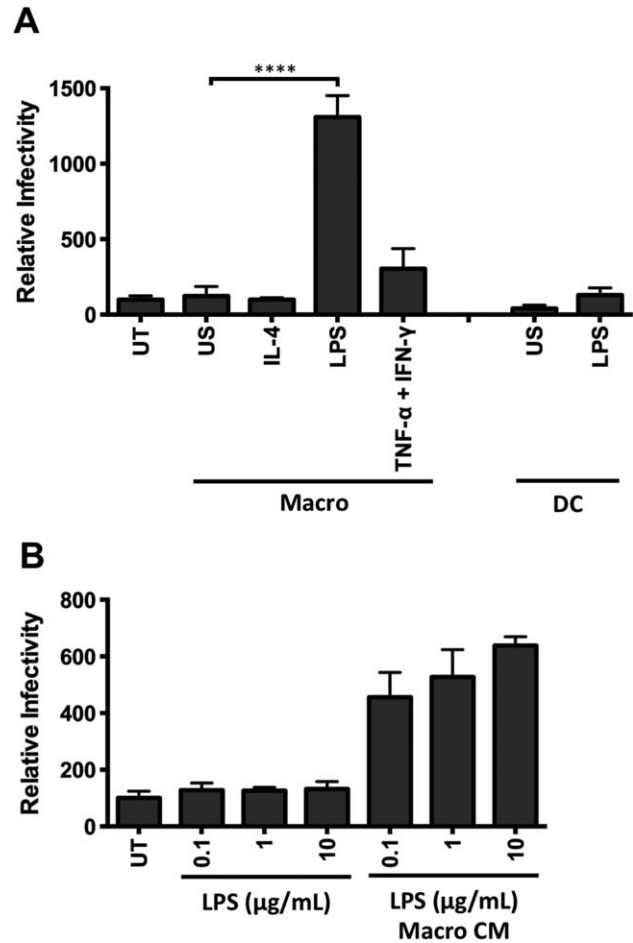 A
****
1500
1000
500
0
Relative Infectivity
UT
US
IL-4
LPS
TNF-α + IFN-γ
US
LPS
Macro
DC
B
800
600
400
200
0
Relative Infectivity
UT
0.1
1
10
0.1
1
10
LPS (µg/mL)
LPS (µg/mL)
Macro CM